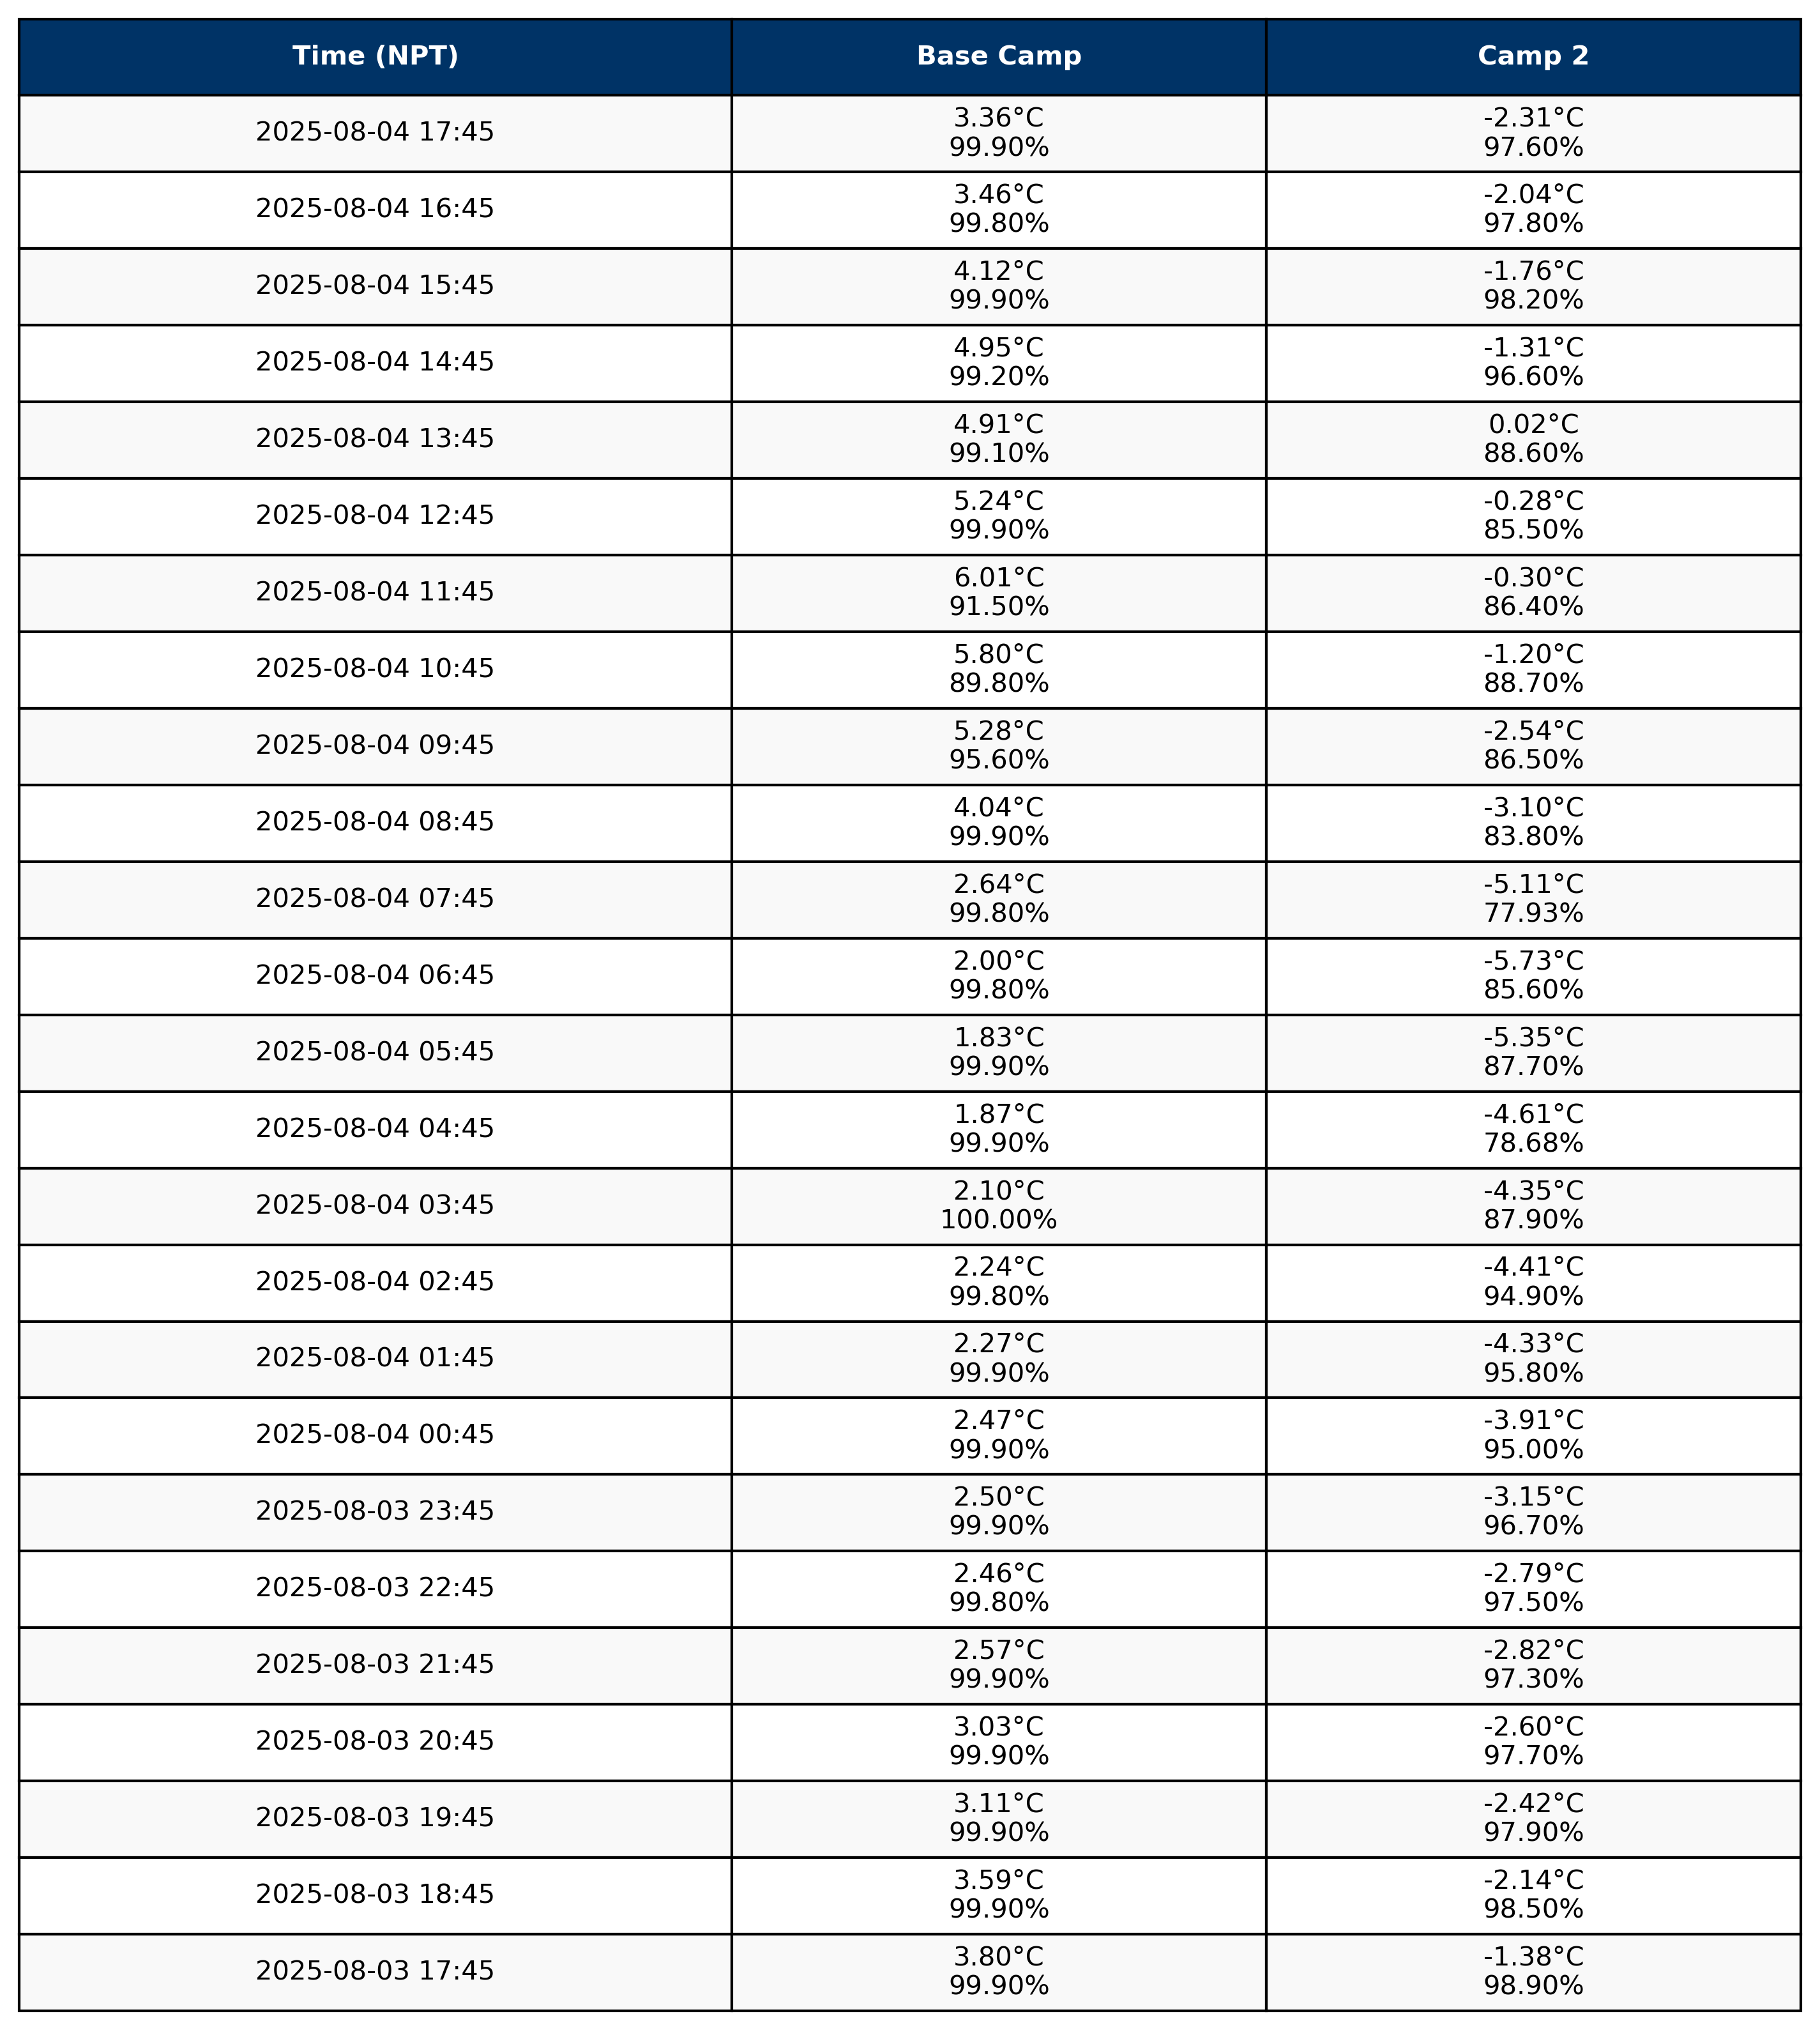 Time (NPT) Base Camp Camp 2
2025-08-04 17:45 3.36°C -2.31°C
99.90% 97.60%
2025-08-04 16:45 3.46°C -2.04°C
99.80% 97.80%
2025-08-04 15:45 4.12°C -1.76°C
99.90% 98.20%
2025-08-04 14:45 4.95°C -1.31°C
99.20% 96.60%
2025-08-04 13:45 4.91°C 0.02°C
99.10% 88.60%
2025-08-04 12:45 5.24°C -0.28°C
99.90% 85.50%
2025-08-04 11:45 6.01°C -0.30°C
91.50% 86.40%
2025-08-04 10:45 5.80°C -1.20°C
89.80% 88.70%
2025-08-04 09:45 5.28°C -2.54°C
95.60% 86.50%
2025-08-04 08:45 4.04°C -3.10°C
99.90% 83.80%
2025-08-04 07:45 2.64°C -5.11°C
99.80% 77.93%
2025-08-04 06:45 2.00°C -5.73°C
99.80% 85.60%
2025-08-04 05:45 1.83°C -5.35°C
99.90% 87.70%
2025-08-04 04:45 1.87°C -4.61°C
99.90% 78.68%
2025-08-04 03:45 2.10°C -4.35°C
100.00% 87.90%
2025-08-04 02:45 2.24°C -4.41°C
99.80% 94.90%
2025-08-04 01:45 2.27°C -4.33°C
99.90% 95.80%
2025-08-04 00:45 2.47°C -3.91°C
99.90% 95.00%
2025-08-03 23:45 2.50°C -3.15°C
99.90% 96.70%
2025-08-03 22:45 2.46°C -2.79°C
99.80% 97.50%
2025-08-03 21:45 2.57°C -2.82°C
99.90% 97.30%
2025-08-03 20:45 3.03°C -2.60°C
99.90% 97.70%
2025-08-03 19:45 3.11°C -2.42°C
99.90% 97.90%
2025-08-03 18:45 3.59°C -2.14°C
99.90% 98.50%
2025-08-03 17:45 3.80°C -1.38°C
99.90% 98.90%